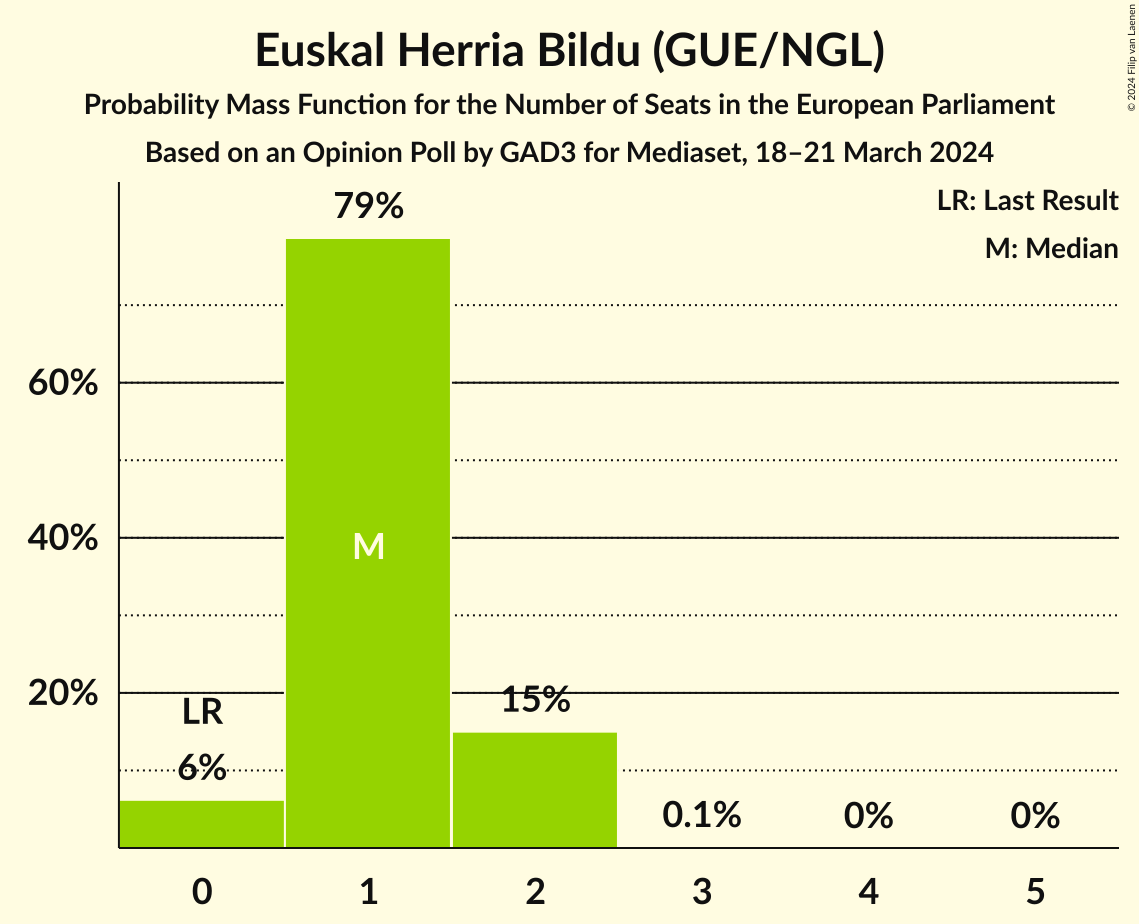 Euskal Herria Bildu (GUE/NGL)
Probability Mass Function for the Number of Seats in the European Parliament
Based on an Opinion Poll by GAD3 for Mediaset, 18–21 March 2024
© 2024 Filip van Laenen
LR: Last Result
M: Median
79%
60%
40%
M
20%
LR
15%
6%
0.1%
0%
0%
0 1 2 3 4 5